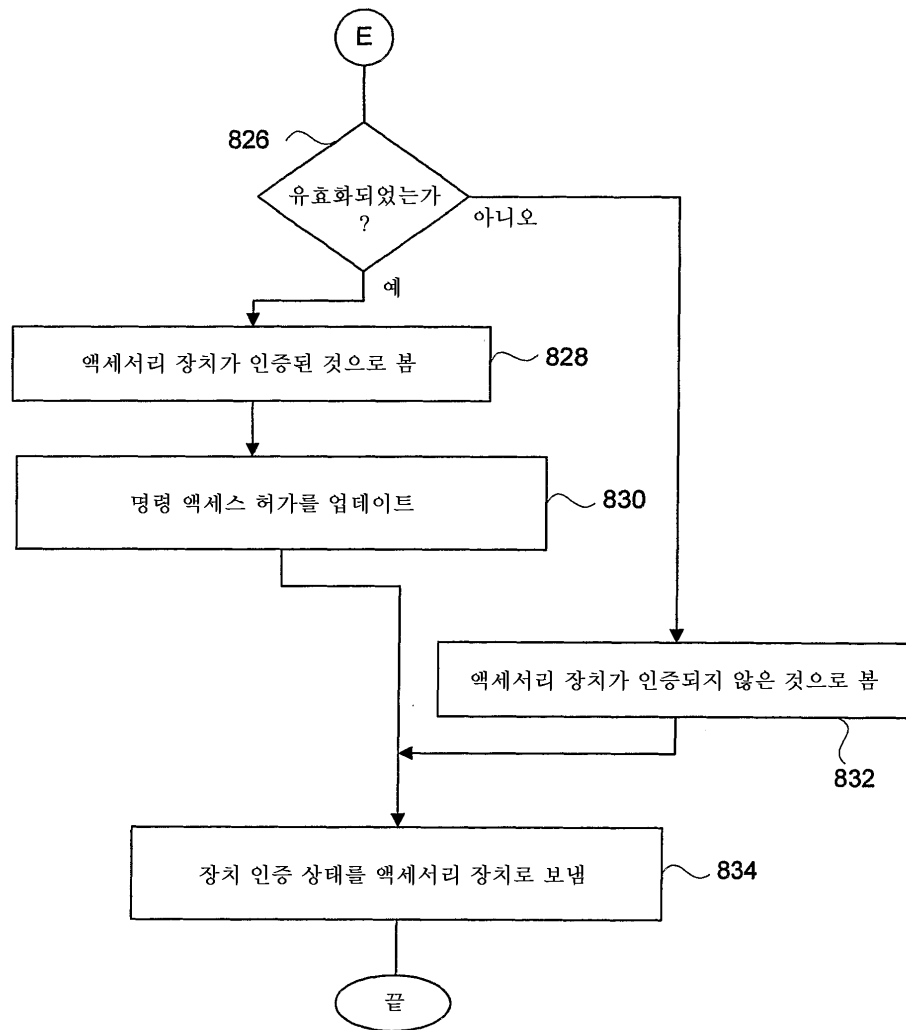 E
826
유효화되었는가
?
아니오
예
액세서리 장치가 인증된 것으로 봄
828
명령 액세스 허가를 업테이트
830
액세서리 장치가 인증되지 않은 것으로 봄
832
장치 인증 상태를 액세서리 장치로 보냄
834
끝